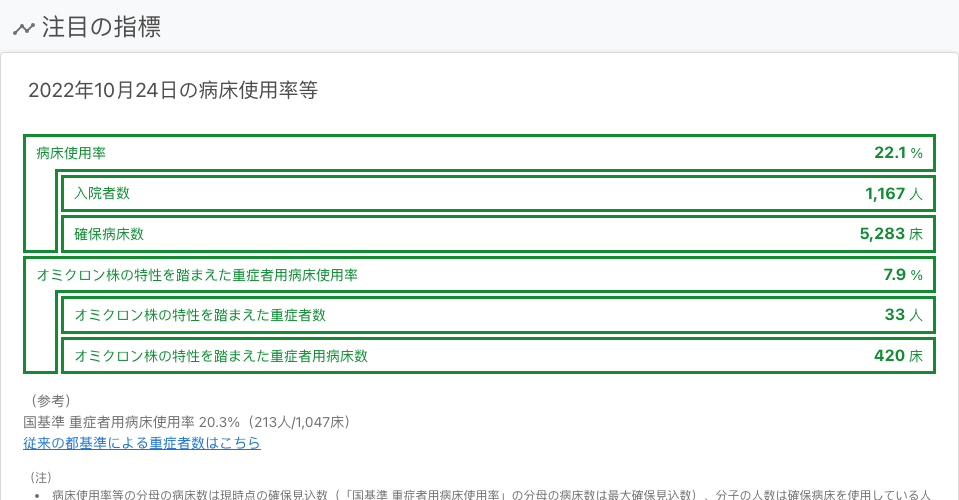 注目の指標
2022年10月24日の病床使用率等
病床使用率 22.1 %
入院者数 1,167 人
確保病床数 5,283 床
オミクロン株の特性を踏まえた重症者用病床使用率 7.9 %
オミクロン株の特性を踏まえた重症者数 33 人
オミクロン株の特性を踏まえた重症者用病床数 420 床
（参考）
国基準 重症者用病床使用率 20.3%（213人/1,047床）
従来の都基準による重症者数はこちら
（注）
• 病床使用率等の分母の病床数は現時点の確保見込数（「国基準 重症者用病床使用率」の分母の病床数は最大確保見込数）、分子の人数は確保病床を使用している人